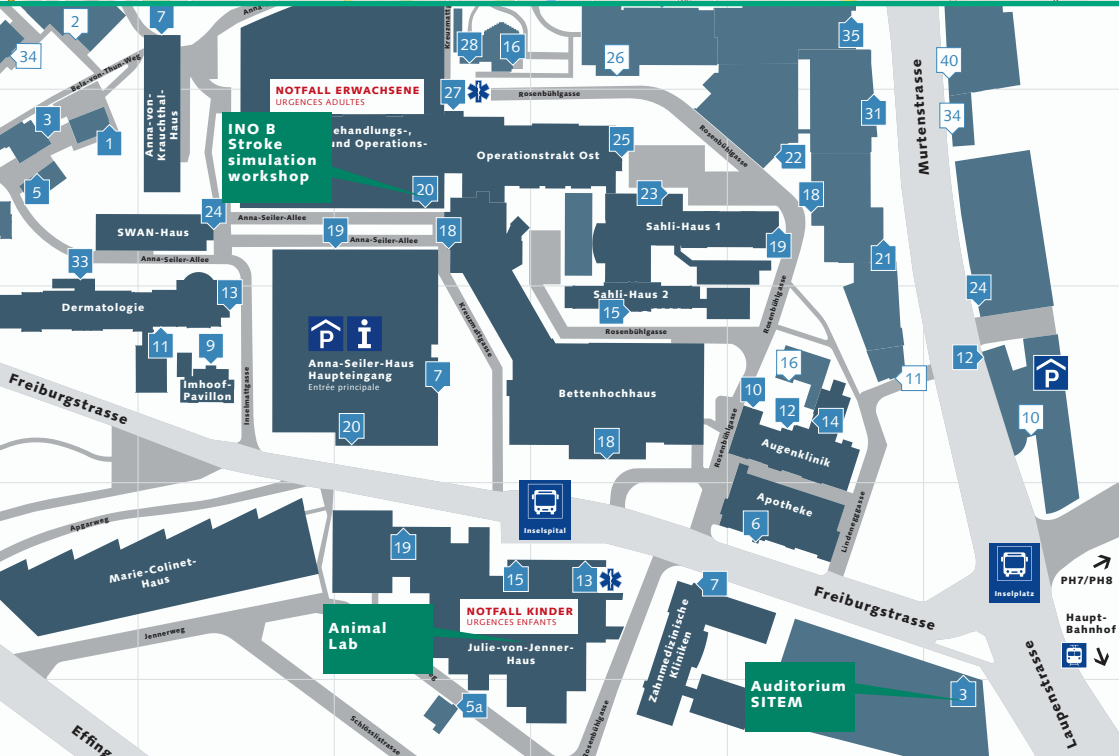 Anna
7
2
34
Bela-von-Thun-Weg
3
1
5
Anna-von-
Krauchthal-
Haus
Kreuzmatt
28
16
26
35
40
34
31
NOTFALL ERWACHSENE
URGENCES ADULTES
27
Rosenbühlgasse
Rosenbühlgasse
Murtenstrasse
INO B
Stroke
simulation
workshop
ehandlungs-,
und Operations-
Operationstrakt Ost
25
22
20
23
18
24
Anna-Seiler-Allee
SWAN-Haus
19
Anna-Seiler-Allee
18
Sahli-Haus 1
19
21
33
Anna-Seiler-Allee
Dermatologie
13
Sahli-Haus 2
15
Rosenbühlgasse
Rosenbühlgasse
24
11
9
Imhoof-
Pavillon
Inselmattgasse
P
i
Anna-Seiler-Haus
Haupteingang
Entrée principale
7
20
Kreuzmattgasse
Bettenhochhaus
18
16
10
12
14
11
12
P
10
Freiburgstrasse
Rosenbühlgasse
Augenklinik
Apotheke
6
Lindenegggasse
Inselspital
Apgarweg
Marie-Colinet-
Haus
Jennerweg
19
15
13
NOTFALL KINDER
URGENCES ENFANTS
Animal
Lab
Julie-von-Jenner-
Haus
eg
5a
Schlösslistrasse
Effing
Rosenbühlgasse
Zahnmedizinische
Kliniken
7
Freiburgstrasse
Inselplatz
PH7/PH8
Haupt-
Bahnhof
Auditorium
SITEM
3
Laupenstrasse